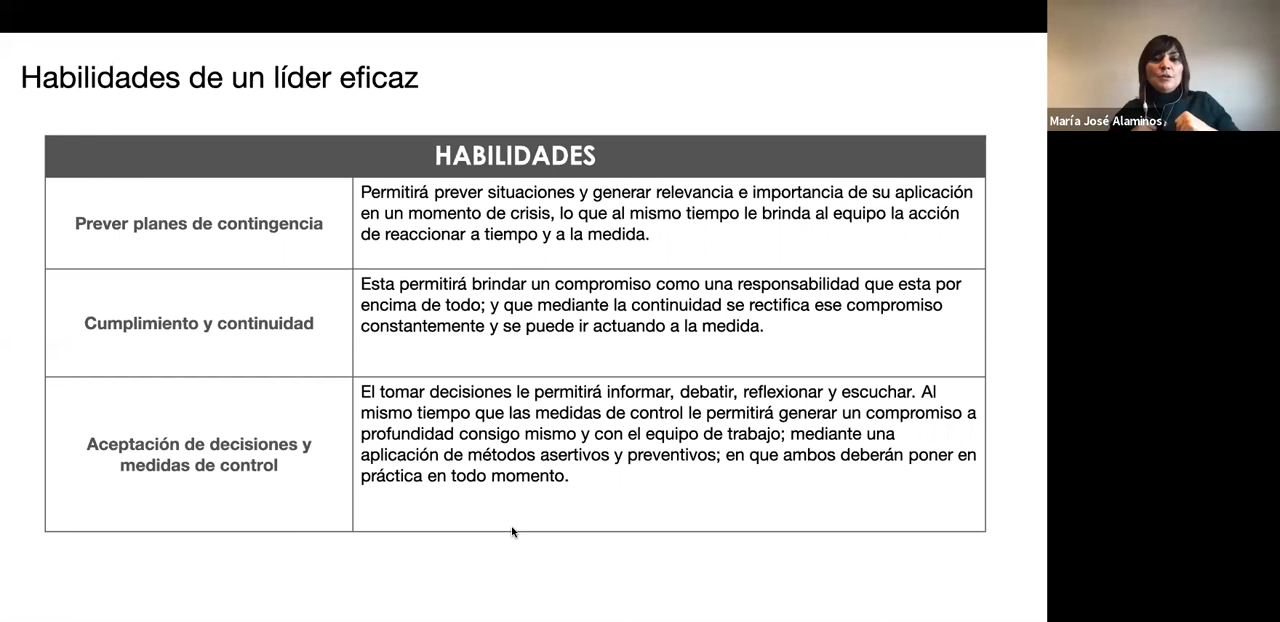 Habilidades de un líder eficaz
HABILIDADES
Prever planes de contingencia
Permitirá prever situaciones y generar relevancia e importancia de su aplicación
en un momento de crisis, lo que al mismo tiempo le brinda al equipo la acción
de reaccionar a tiempo y a la medida.
Cumplimiento y continuidad
Esta permitirá brindar un compromiso como una responsabilidad que esta por
encima de todo; y que mediante la continuidad se rectifica ese compromiso
constantemente y se puede ir actuando a la medida.
Aceptación de decisiones y
medidas de control
El tomar decisiones le permitirá informar, debatir, reflexionar y escuchar. Al
mismo tiempo que las medidas de control le permitirá generar un compromiso a
profundidad consigo mismo y con el equipo de trabajo; mediante una
aplicación de métodos asertivos y preventivos; en que ambos deberán poner en
práctica en todo momento.
María José Alaminos